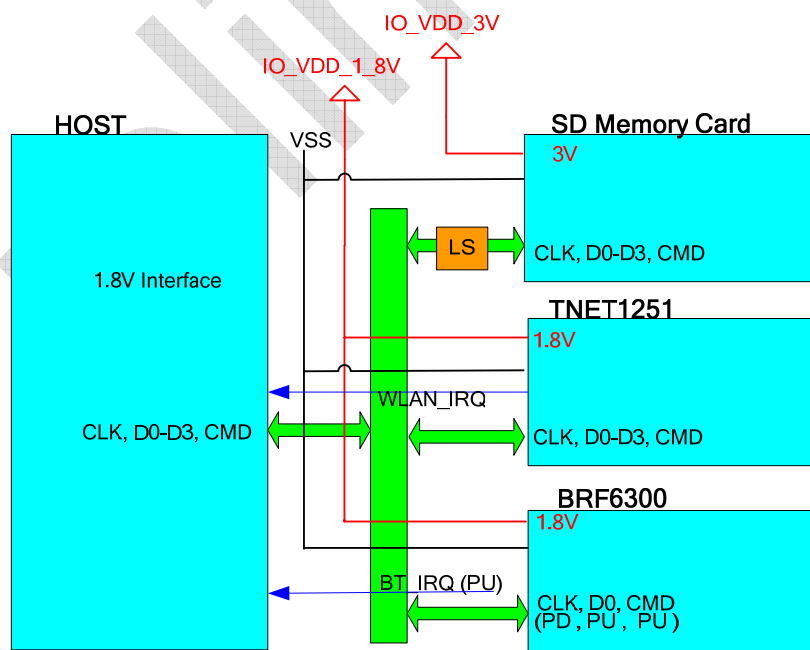 IO_VDD_3V
IO_VDD_1_8V
HOST
VSS
SD Memory Card
3V
LS
CLK, D0-D3, CMD
1.8V Interface
TNET1251
1.8V
WLAN_IRQ
CLK, D0-D3, CMD
CLK, D0-D3, CMD
BRF6300
1.8V
BT_IRQ (PU)
CLK, D0, CMD
(PD , PU , PU )